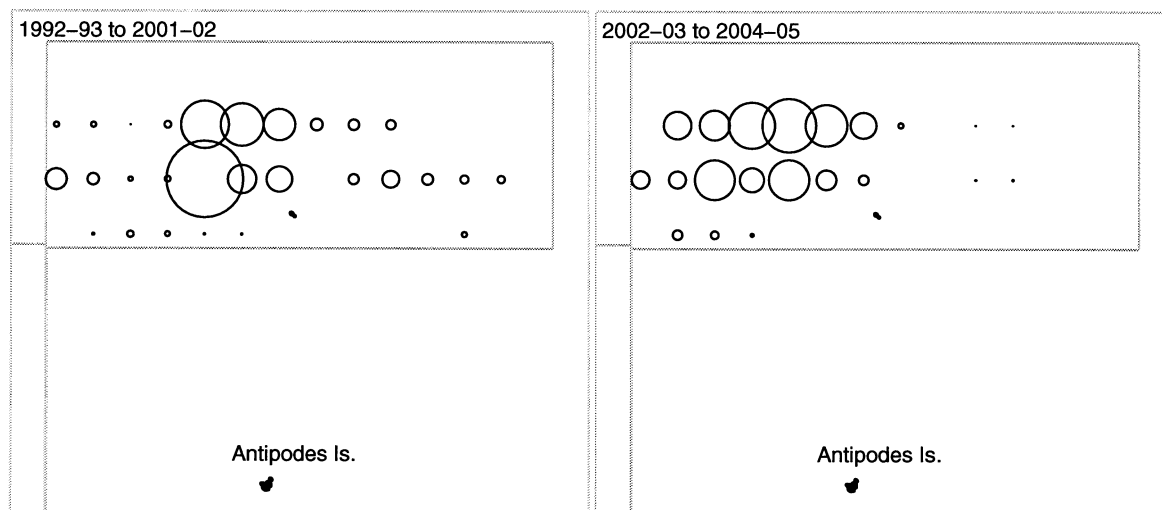 1992–93 to 2001–02
2002–03 to 2004–05
Antipodes Is.
Antipodes Is.